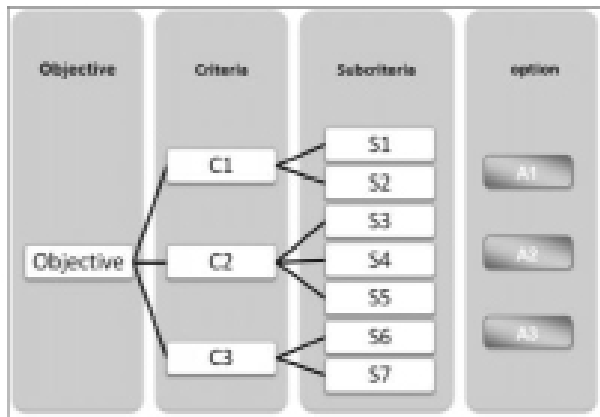 Objective
Criteria
Subcriteria
option
S1
C1
A1
S2
S3
Objective
C2
S4
A2
S5
S6
A3
C3
S7